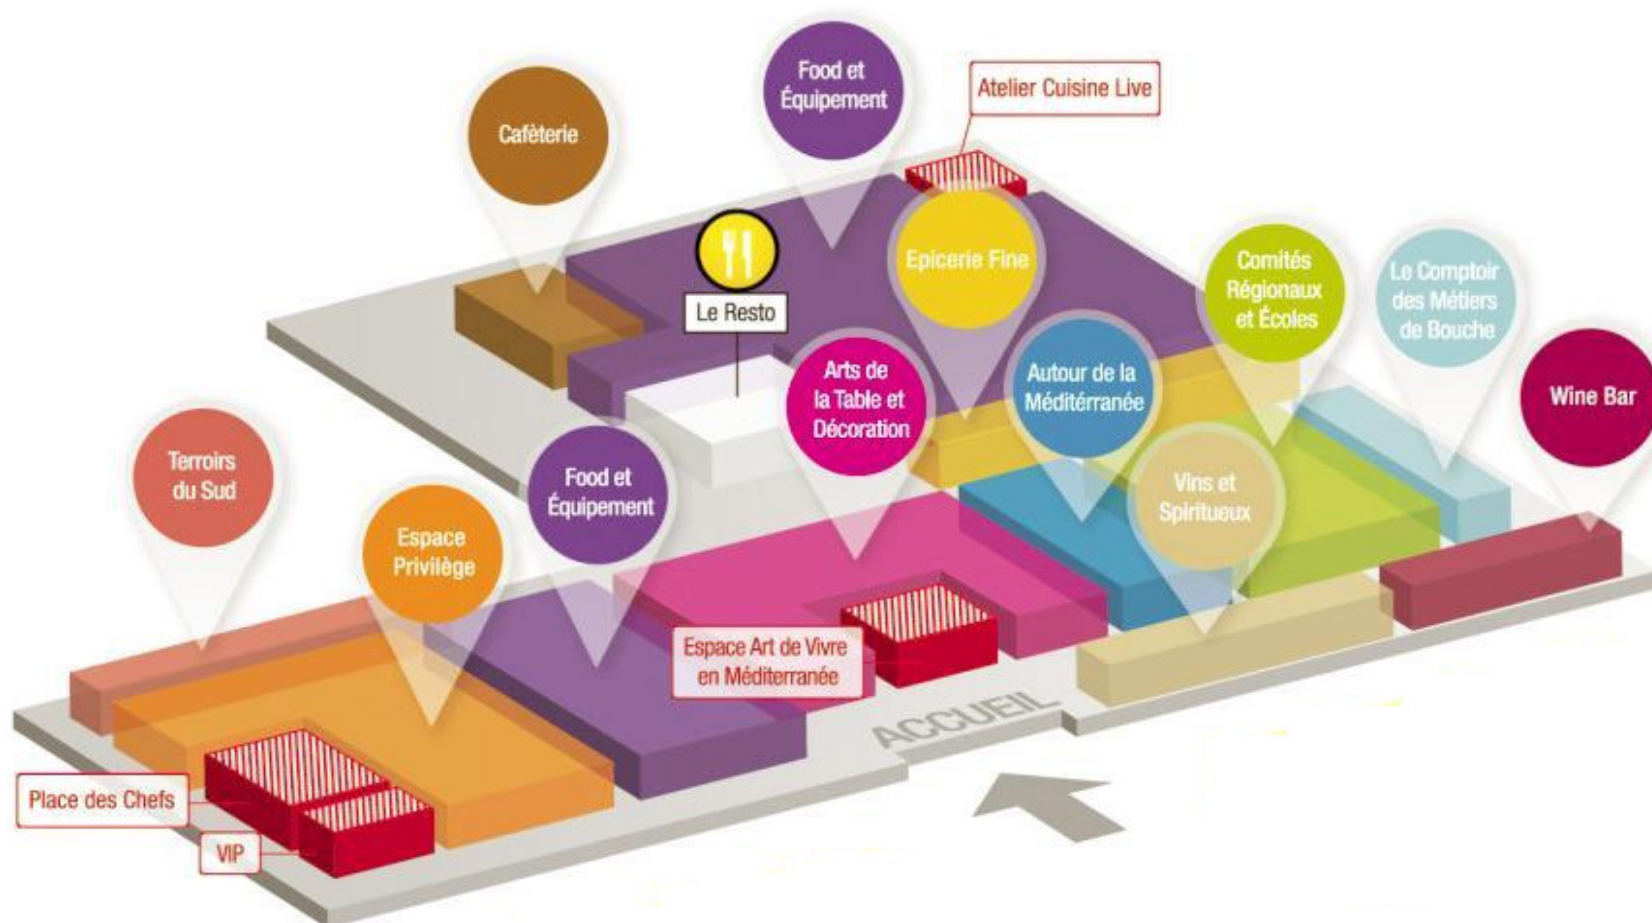 Food et
Équipement
Atelier Cuisine Live
Cafèterie
Epicerie Fine
Comités
Régionaux
et Écoles
Le Comptoir
des Métiers
de Bouche
Le Resto
Arts de
la Table et
Décoration
Autour de la
Méditérranée
Wine Bar
Terroirs
du Sud
Food et
Équipement
Vins et
Spiritueux
Espace
Privilège
Espace Art de Vivre
en Méditerranée
ACCUEIL
Place des Chefs
VIP